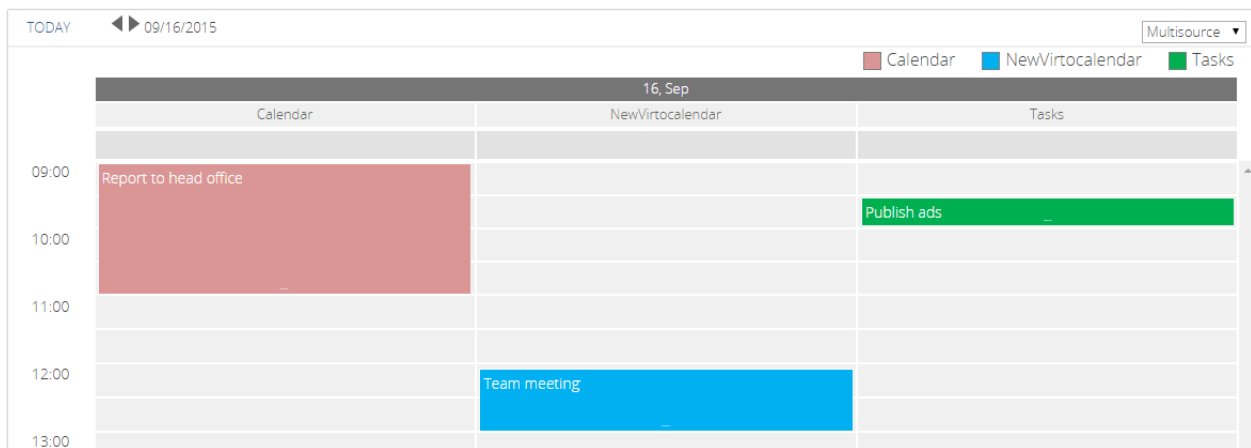 TODAY 09/16/2015 Multisource
Calendar NewVirtocalendar Tasks
16, Sep
Calendar NewVirtocalendar Tasks
09:00 Report to head office
Publish ads
10:00
11:00
12:00 Team meeting
13:00